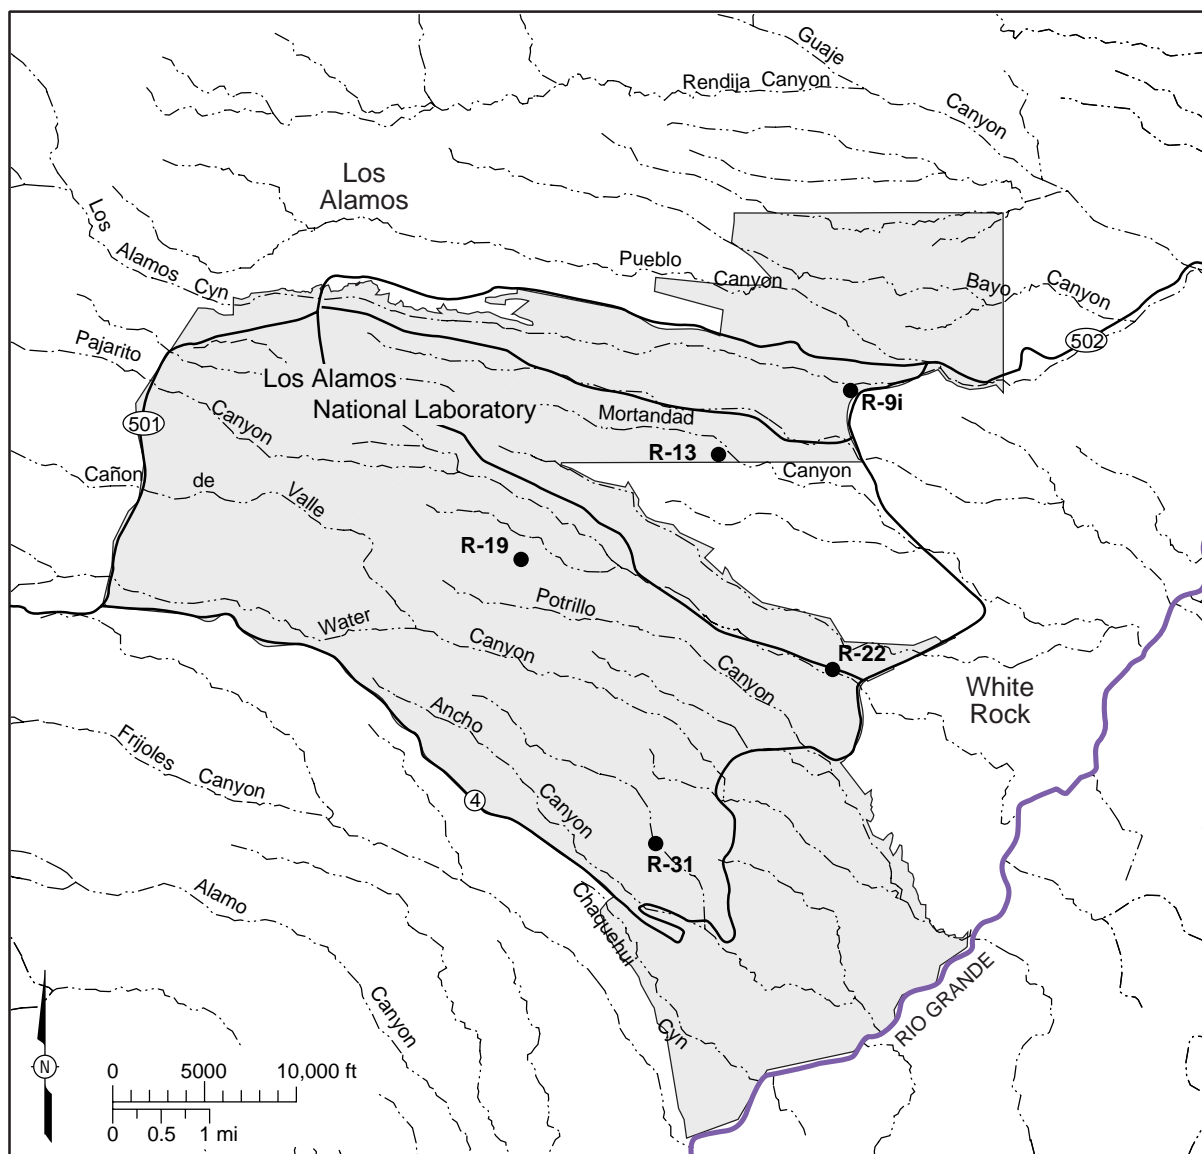 Guaje
Rendija Canyon
Canyon
Los
Alamos
Los
Alamos
Cyn
Pueblo
Canyon
Bayo
Canyon
502
Pajarito
Los Alamos
National Laboratory
R-9i
Mortandad
501
Canyon
R-13
Canyon
Cañon
de
Valle
R-19
Potrillo
Water
Canyon
R-22
Canyon
White
Rock
Ancho
Frijoles
Canyon
Canyon
4
R-31
Alamo
Chaquehui
Canyon
RIO GRANDE
Cyn
N
0 5000 10,000 ft
0 0.5 1 mi